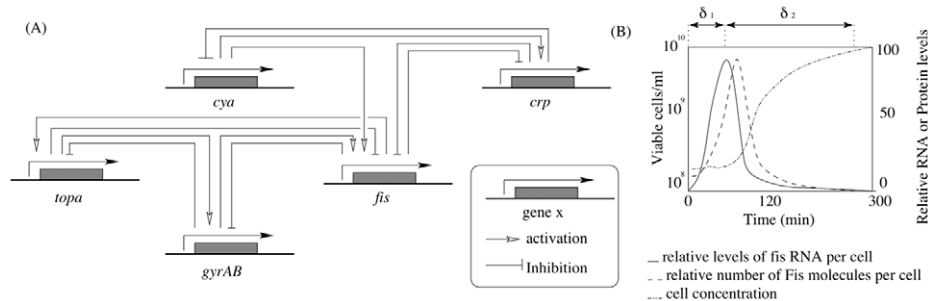 (A)
cya
crp
topa
fis
gyrAB
gene x
activation
Inhibition
(B)
δ 1
δ 2
10^10
10^9
10^8
Viable cells/ml
100
50
0
Relative RNA or Protein levels
0
120
300
Time (min)
relative levels of fis RNA per cell
relative number of Fis molecules per cell
cell concentration